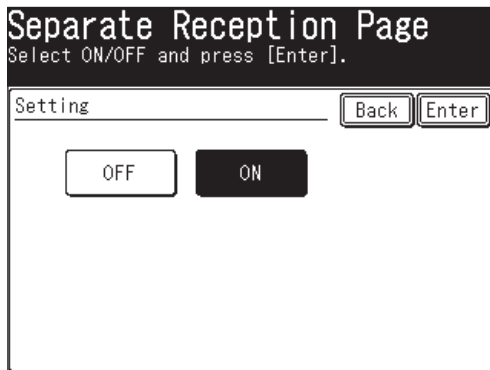 Separate Reception Page
Select ON/OFF and press [Enter].
Setting Back Enter
OFF ON